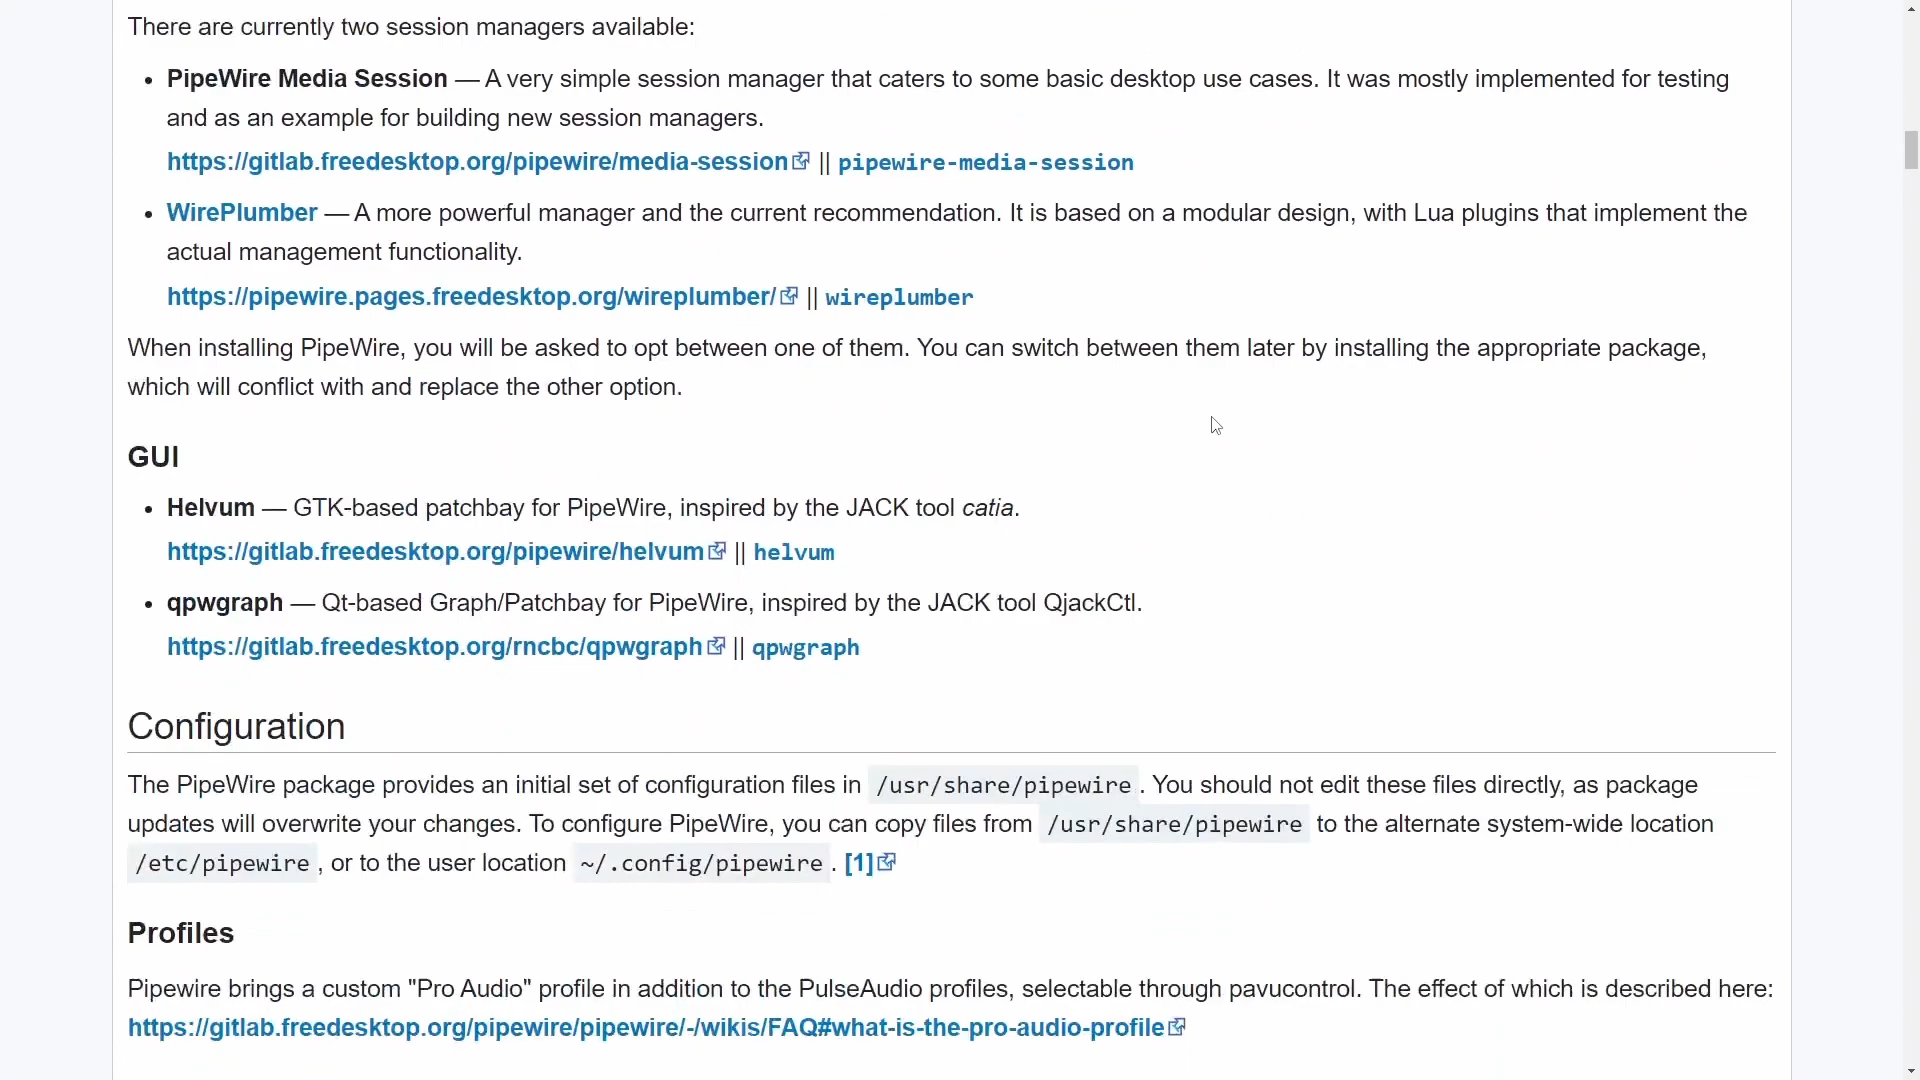 There are currently two session managers available:
• PipeWire Media Session — A very simple session manager that caters to some basic desktop use cases. It was mostly implemented for testing
and as an example for building new session managers.
https://gitlab.freedesktop.org/pipewire/media-session || pipewire-media-session
• WirePlumber — A more powerful manager and the current recommendation. It is based on a modular design, with Lua plugins that implement the
actual management functionality.
https://pipewire.pages.freedesktop.org/wireplumber/ || wireplumber
When installing PipeWire, you will be asked to opt between one of them. You can switch between them later by installing the appropriate package,
which will conflict with and replace the other option.
GUI
• Helvum — GTK-based patchbay for PipeWire, inspired by the JACK tool catia.
https://gitlab.freedesktop.org/pipewire/helvum || helvum
• qpwgraph — Qt-based Graph/Patchbay for PipeWire, inspired by the JACK tool QjackCtl.
https://gitlab.freedesktop.org/rncbc/qpwgraph || qpwgraph
Configuration
The PipeWire package provides an initial set of configuration files in /usr/share/pipewire . You should not edit these files directly, as package
updates will overwrite your changes. To configure PipeWire, you can copy files from /usr/share/pipewire to the alternate system-wide location
/etc/pipewire , or to the user location ~/.config/pipewire . [1]
Profiles
Pipewire brings a custom "Pro Audio" profile in addition to the PulseAudio profiles, selectable through pavucontrol. The effect of which is described here:
https://gitlab.freedesktop.org/pipewire/pipewire/-/wikis/FAQ#what-is-the-pro-audio-profile